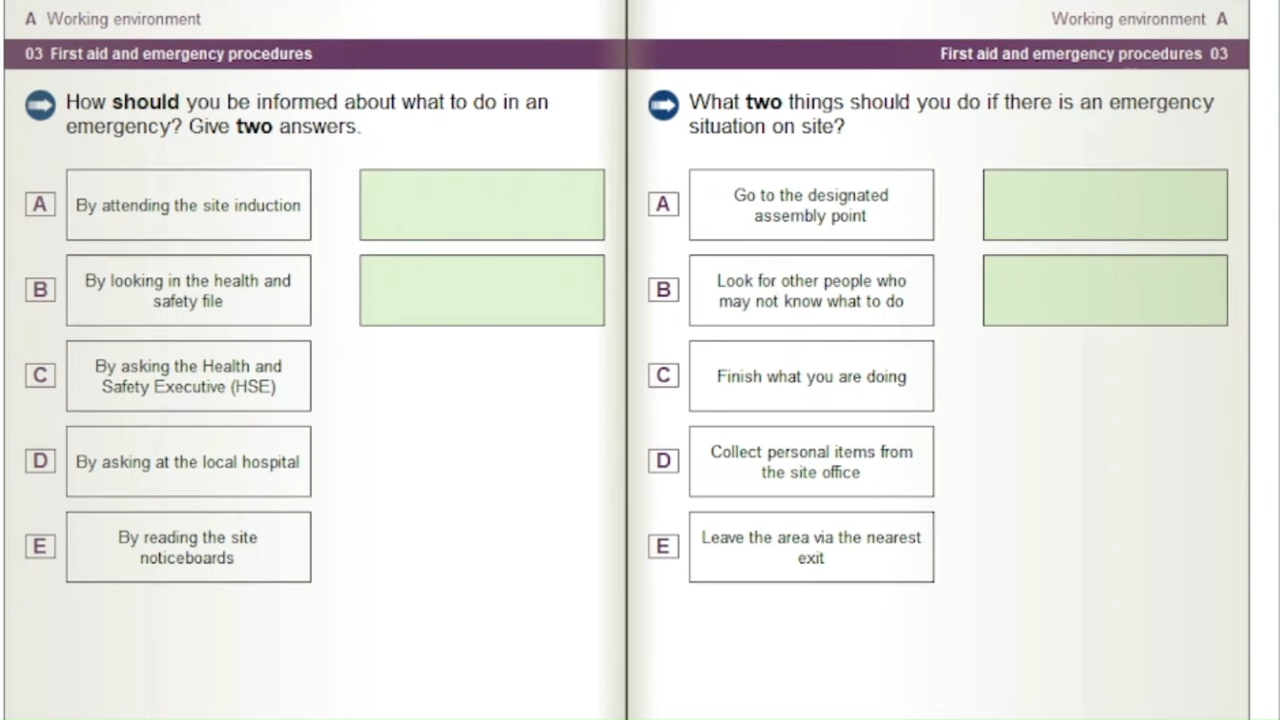 A Working environment
03 First aid and emergency procedures
How should you be informed about what to do in an
emergency? Give two answers.
A
By attending the site induction
B
By looking in the health and
safety file
C
By asking the Health and
Safety Executive (HSE)
D
By asking at the local hospital
E
By reading the site
noticeboards
Working environment A
First aid and emergency procedures 03
What two things should you do if there is an emergency
situation on site?
A
Go to the designated
assembly point
B
Look for other people who
may not know what to do
C
Finish what you are doing
D
Collect personal items from
the site office
E
Leave the area via the nearest
exit